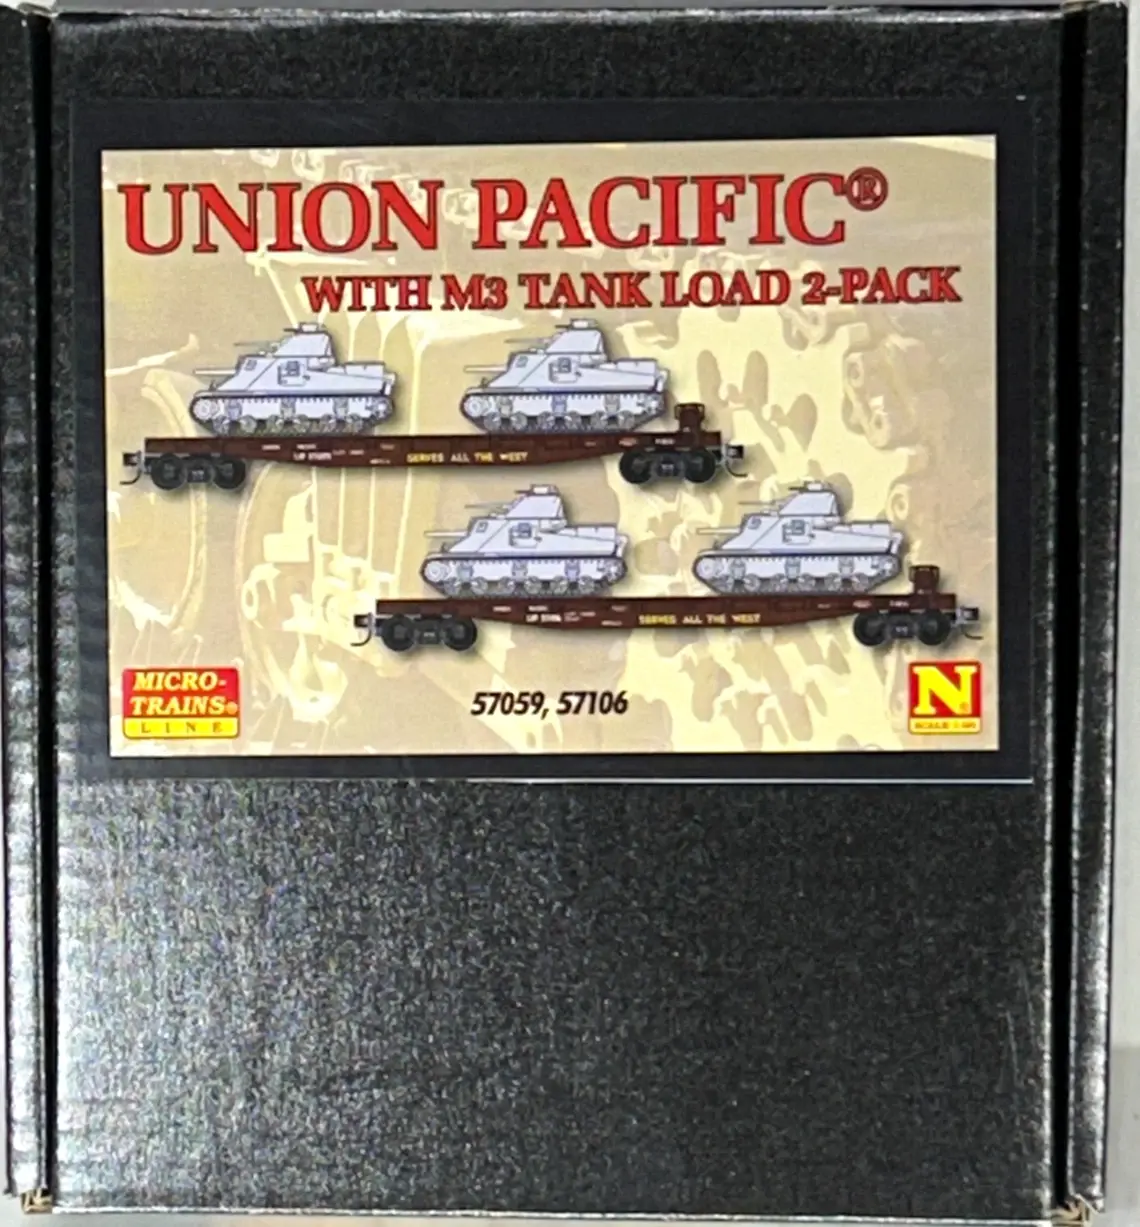 UNION PACIFIC®
WITH M3 TANK LOAD 2-PACK
SERVES ALL THE WEST
SERVES ALL THE WEST
57059, 57106
MICRO-
TRAINS®
LINE
N®